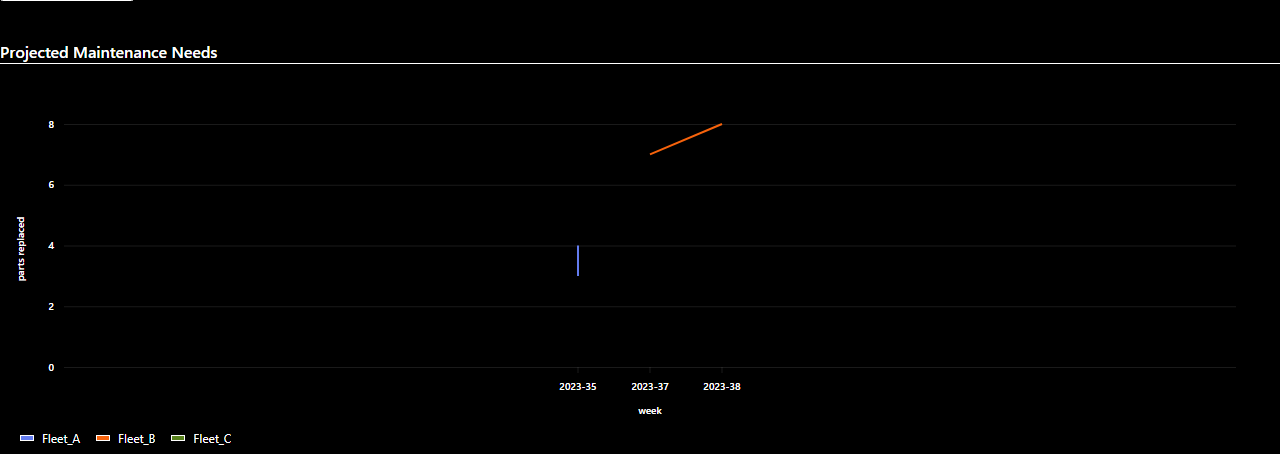 Projected Maintenance Needs
8
6
4
2
0
parts replaced
2023-35 2023-37 2023-38
week
Fleet_A Fleet_B Fleet_C